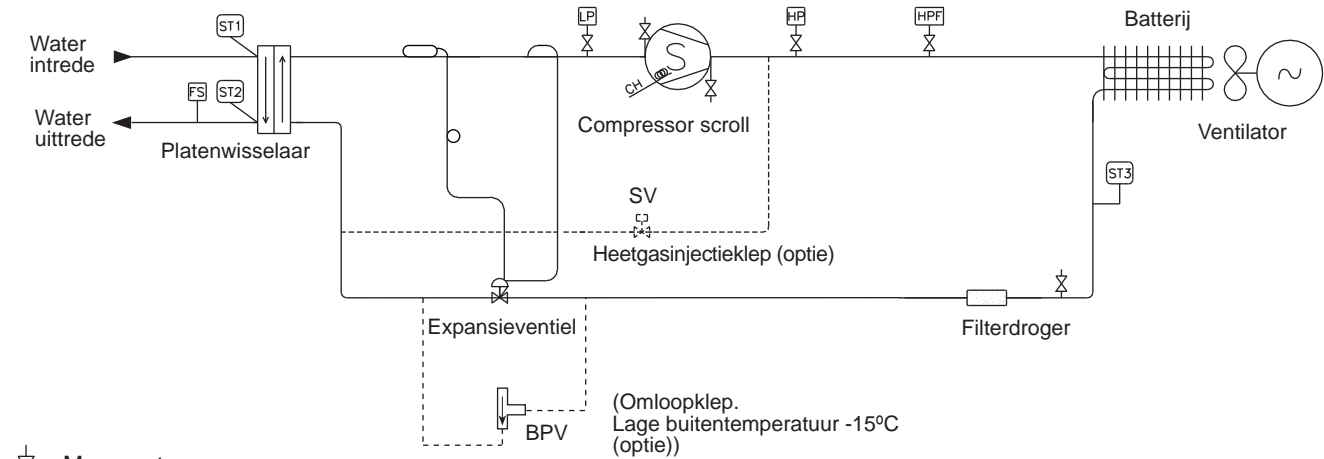 ST1
LP
HP
HPF
Batterij
Water
intrede
S
CH
FS
ST2
Water
uittrede
Platenwisselaar
Compressor scroll
Ventilator
ST3
SV
Heetgasinjectieklep (optie)
Expansieventiel
Filterdroger
BPV
(Omloopklep.
Lage buitentemperatuur -15ºC
(optie))